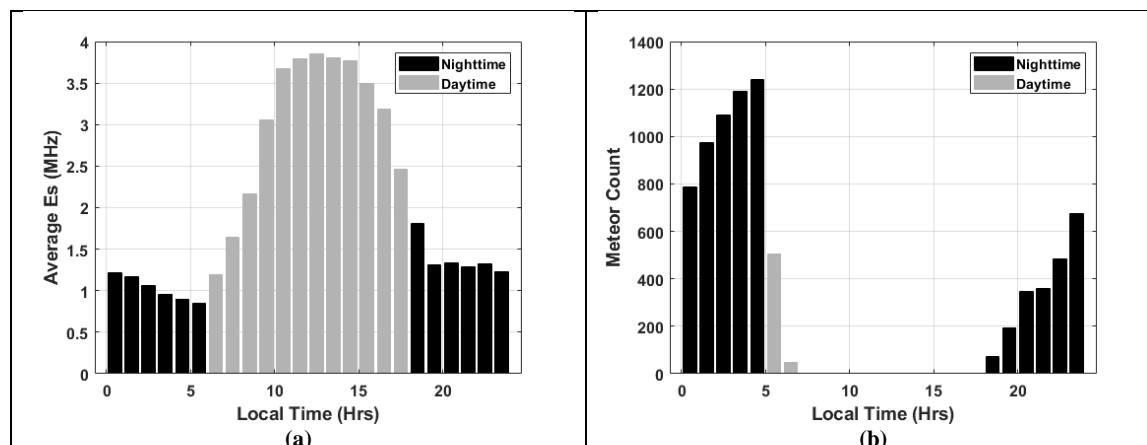 4
3.5
3
2.5
2
1.5
1
0.5
0
Average Es (MHz)
Nighttime
Daytime
0 5 10 15 20
Local Time (Hrs)
(a)
1400
1200
1000
800
600
400
200
0
Meteor Count
Nighttime
Daytime
0 5 10 15 20
Local Time (Hrs)
(b)